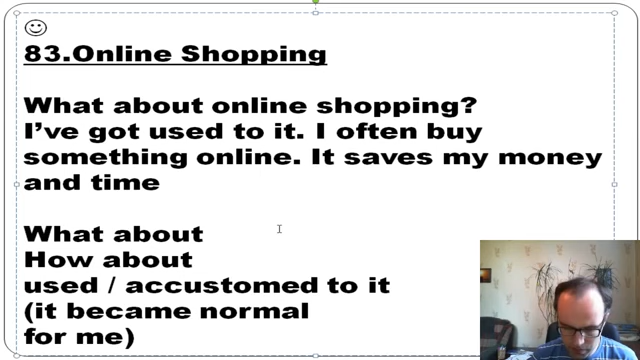 83.Online Shopping
What about online shopping?
I’ve got used to it. I often buy
something online. It saves my money
and time
What about
How about
used / accustomed to it
(it became normal
for me)